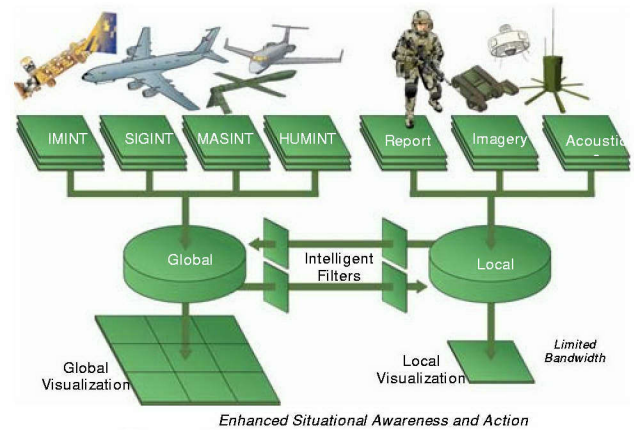 IMINT
SIGINT
MASINT
HUMINT
Report
Imagery
Acoustic
Global
Intelligent
Filters
Local
Global
Visualization
Local
Visualization
Limited
Bandwidth
Enhanced Situational Awareness and Action